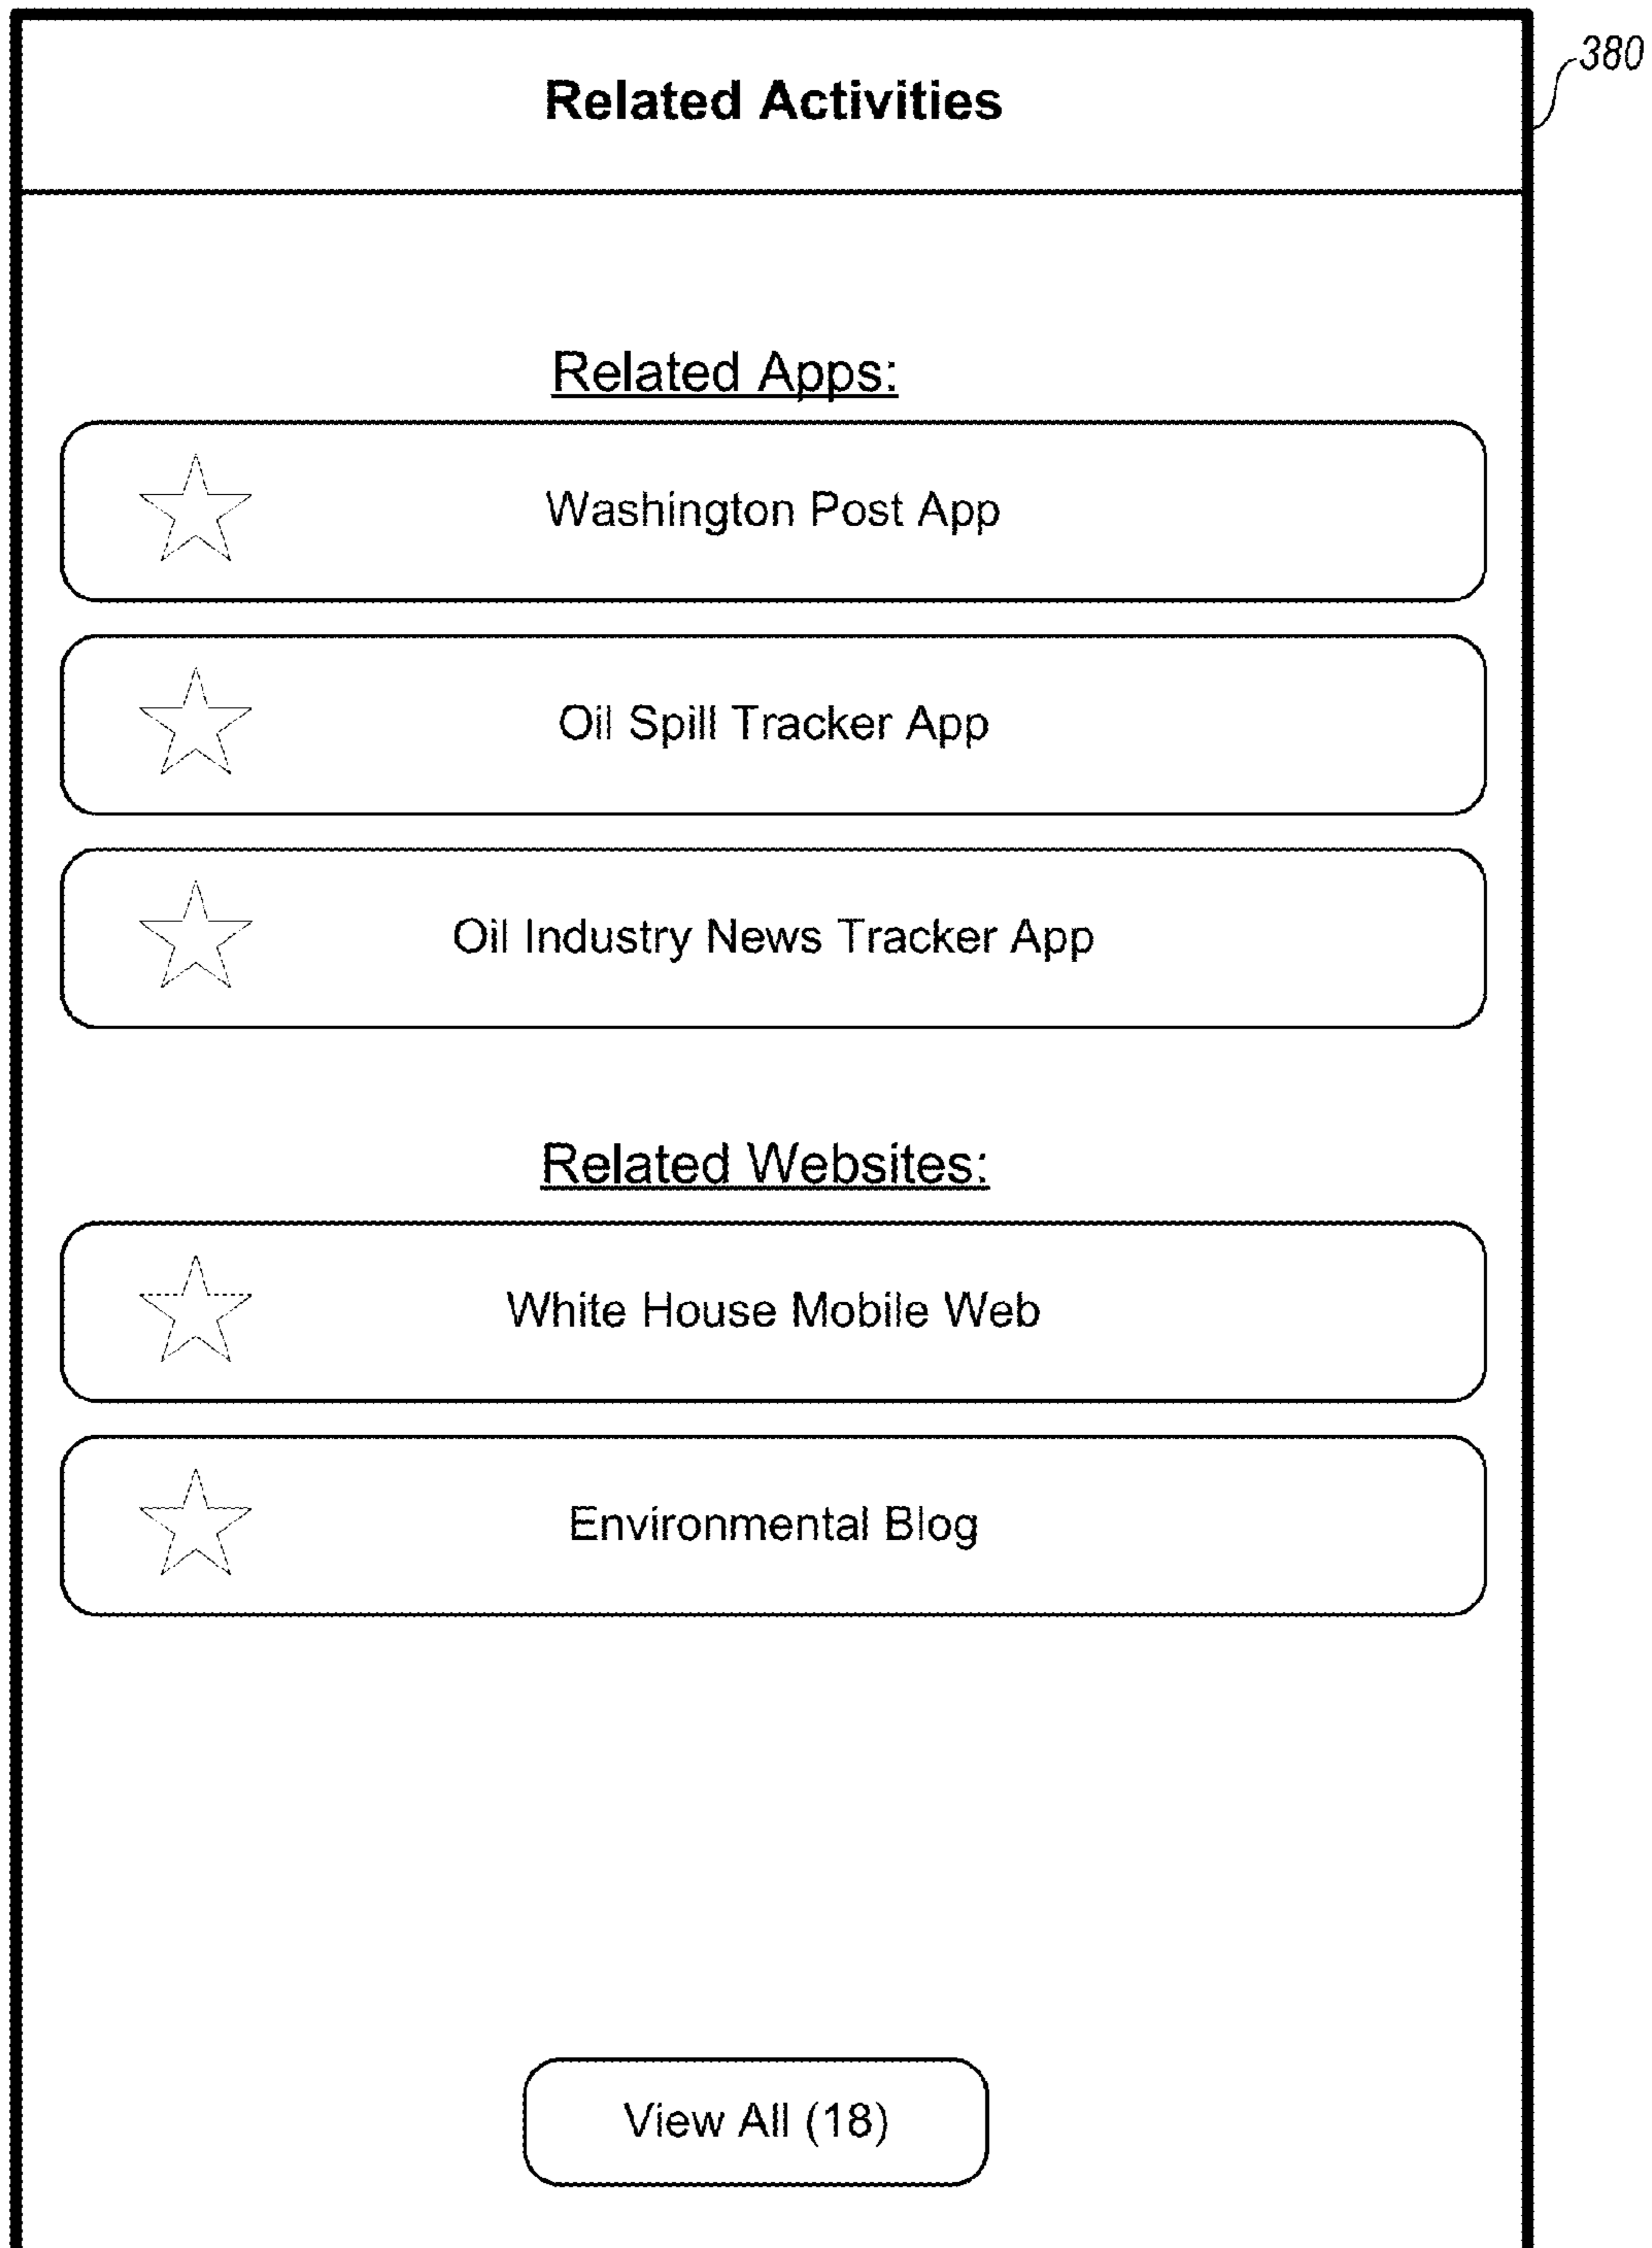 380
Related Activities
Related Apps:
Washington Post App
Oil Spill Tracker App
Oil Industry News Tracker App
Related Websites:
White House Mobile Web
Environmental Blog
View All (18)